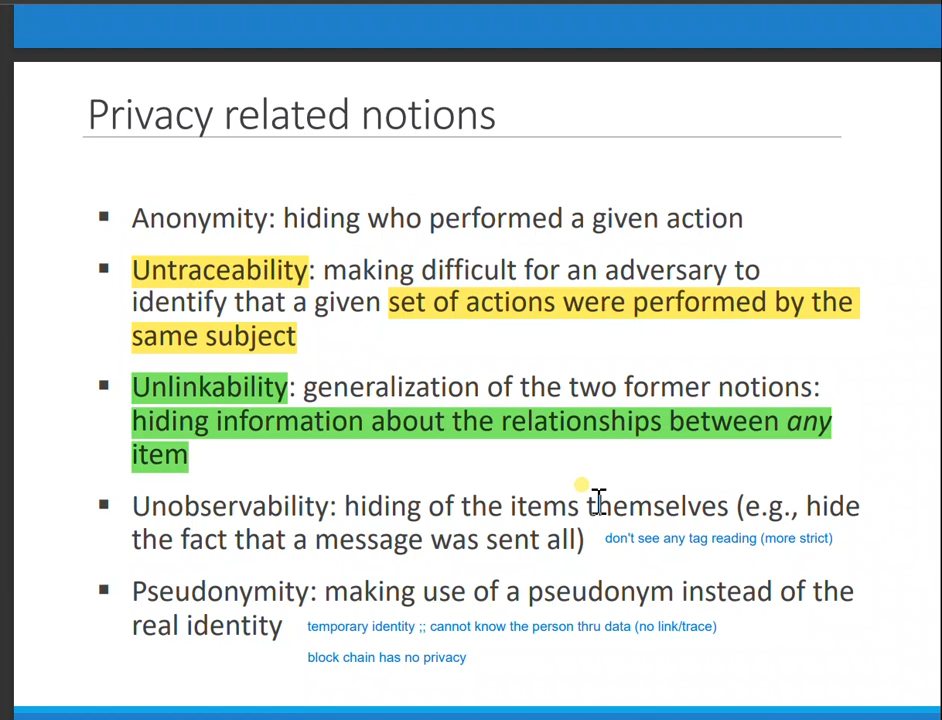 Privacy related notions
▪ Anonymity: hiding who performed a given action
▪ Untraceability: making difficult for an adversary to
identify that a given set of actions were performed by the
same subject
▪ Unlinkability: generalization of the two former notions:
hiding information about the relationships between any
item
▪ Unobservability: hiding of the items themselves (e.g., hide
the fact that a message was sent all) don't see any tag reading (more strict)
▪ Pseudonymity: making use of a pseudonym instead of the
real identity temporary identity ;; cannot know the person thru data (no link/trace)
block chain has no privacy